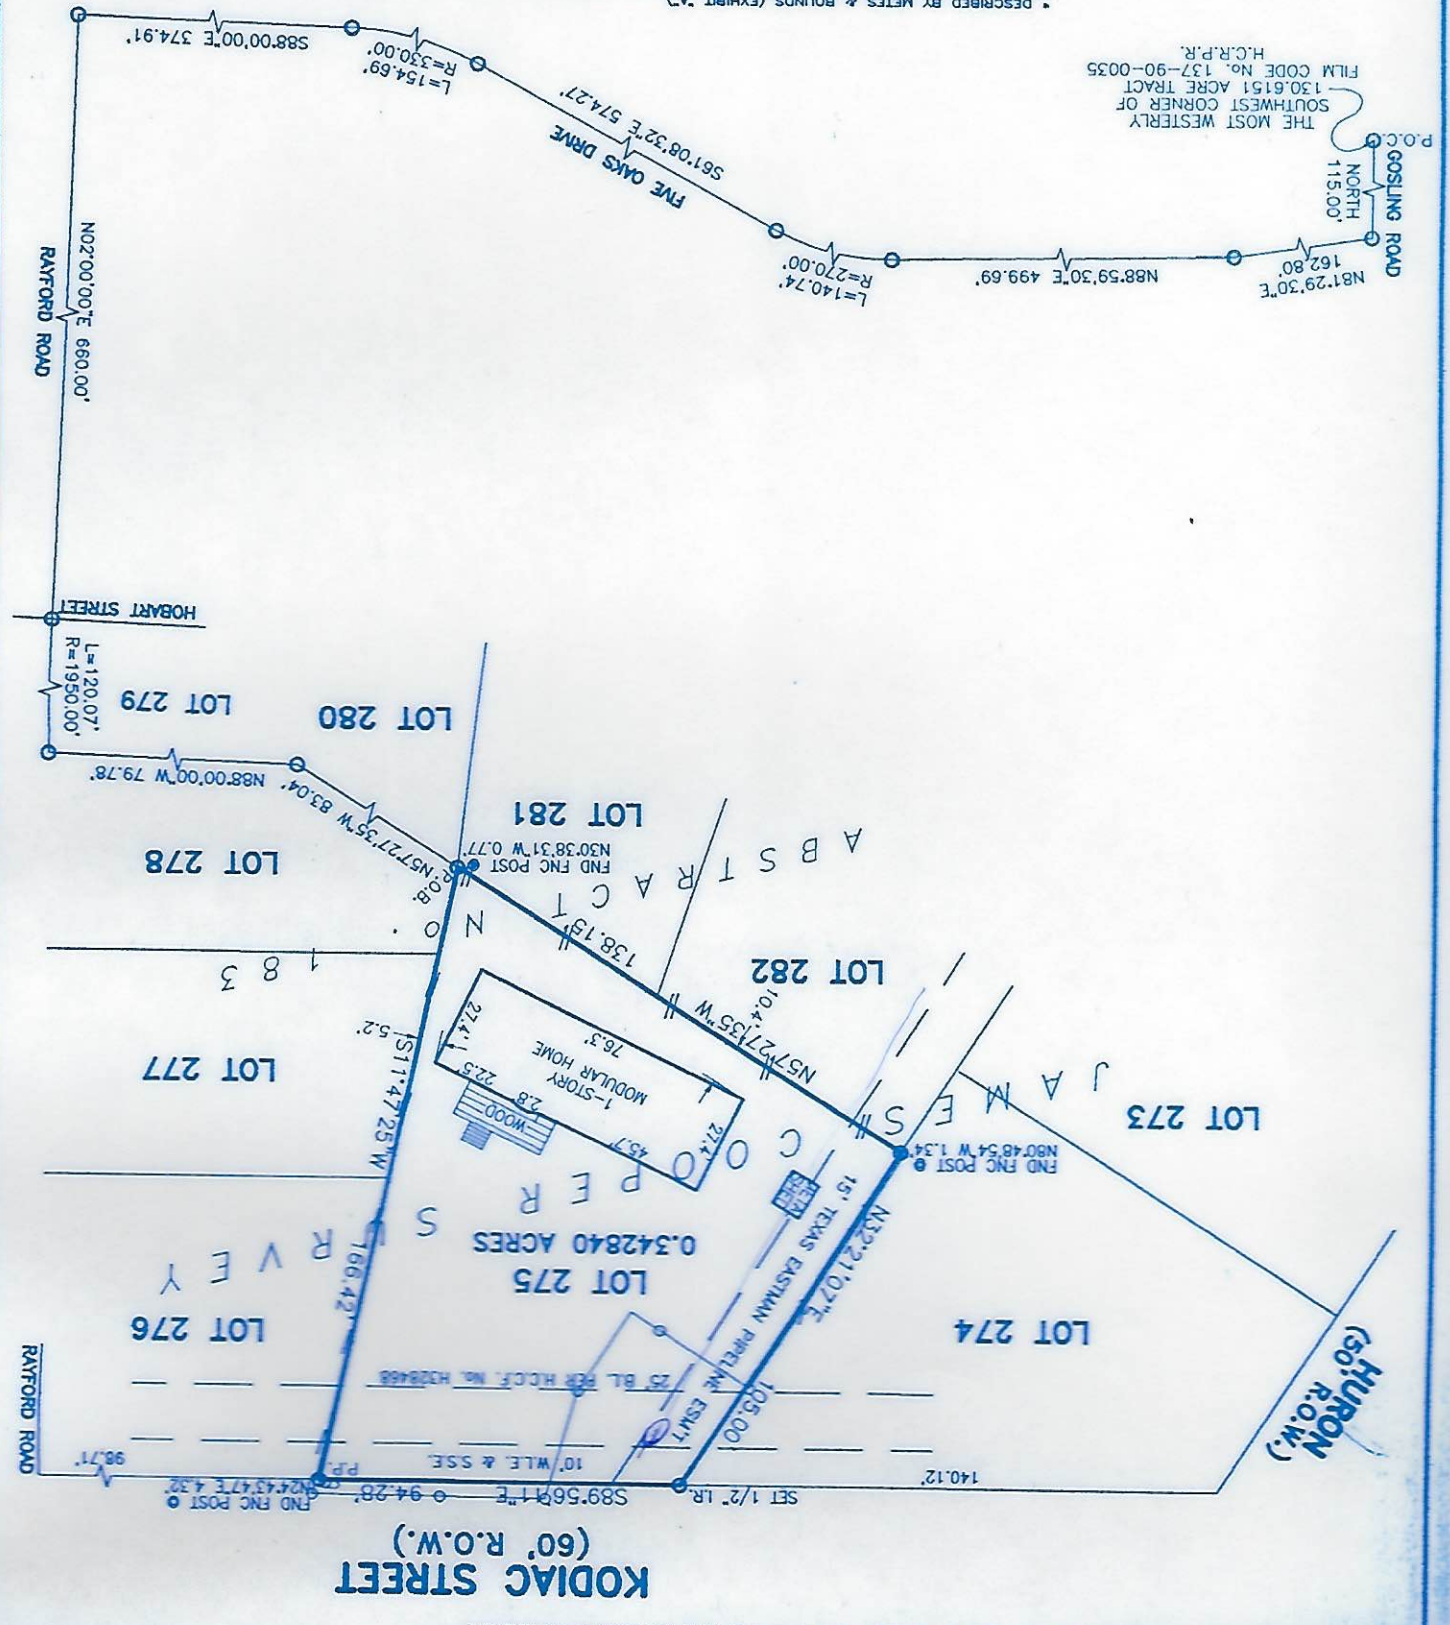 KODIAC STREET
(60' R.O.W.)
FND FNC POST
N24°43'47"E 4.32'
S89°56'11"E 94.28'
SET 1/2" I.R.
140.12'
98.71'
RAYFORD ROAD
P.P.
10' W.L.E. & S.S.E.
25' B.L. PER H.C.C.F. No. H328468
HURON
(50' R.O.W.)
LOT 276
LOT 275
0.342840 ACRES
LOT 274
166.42'
S11°47'25"W
105.00'
N32°21'07"E
15' TEXAS EASTMAN PIPELINE ESM'T
JAMES COOPER SURVEY
META
SHED
WOOD
1-STORY
MODULAR HOME
45.7'
2.8'
22.5'
27.4'
76.3'
27.4'
5.2'
10.4'
FND FNC POST
N80°48'54"W 1.34'
LOT 273
LOT 277
LOT 282
N57°27'35"W
138.15'
ABSTRACT NO. 183
LOT 278
P.O.B.
FND FNC POST
N30°38'31"W 0.77'
LOT 281
N57°27'35"W 83.04'
N88°00'00"W 79.78'
LOT 280
LOT 279
L=120.07'
R=1950.00'
HOBART STREET
N02°00'00"E 660.00'
RAYFORD ROAD
N81°29'30"E
162.80'
N88°59'30"E 499.69'
L=140.74'
R=270.00'
GOSLING ROAD
NORTH
115.00'
P.O.C.
FIVE OAKS DRIVE
S61°08'32"E 574.27'
THE MOST WESTERLY
SOUTHWEST CORNER OF
130.6151 ACRE TRACT
FILM CODE No. 137-90-0035
H.C.R.P.R.
L=154.69'
R=330.00'
S88°00'00"E 374.91'
* DESCRIBED BY METES & BOUNDS (EXHIBIT "A")